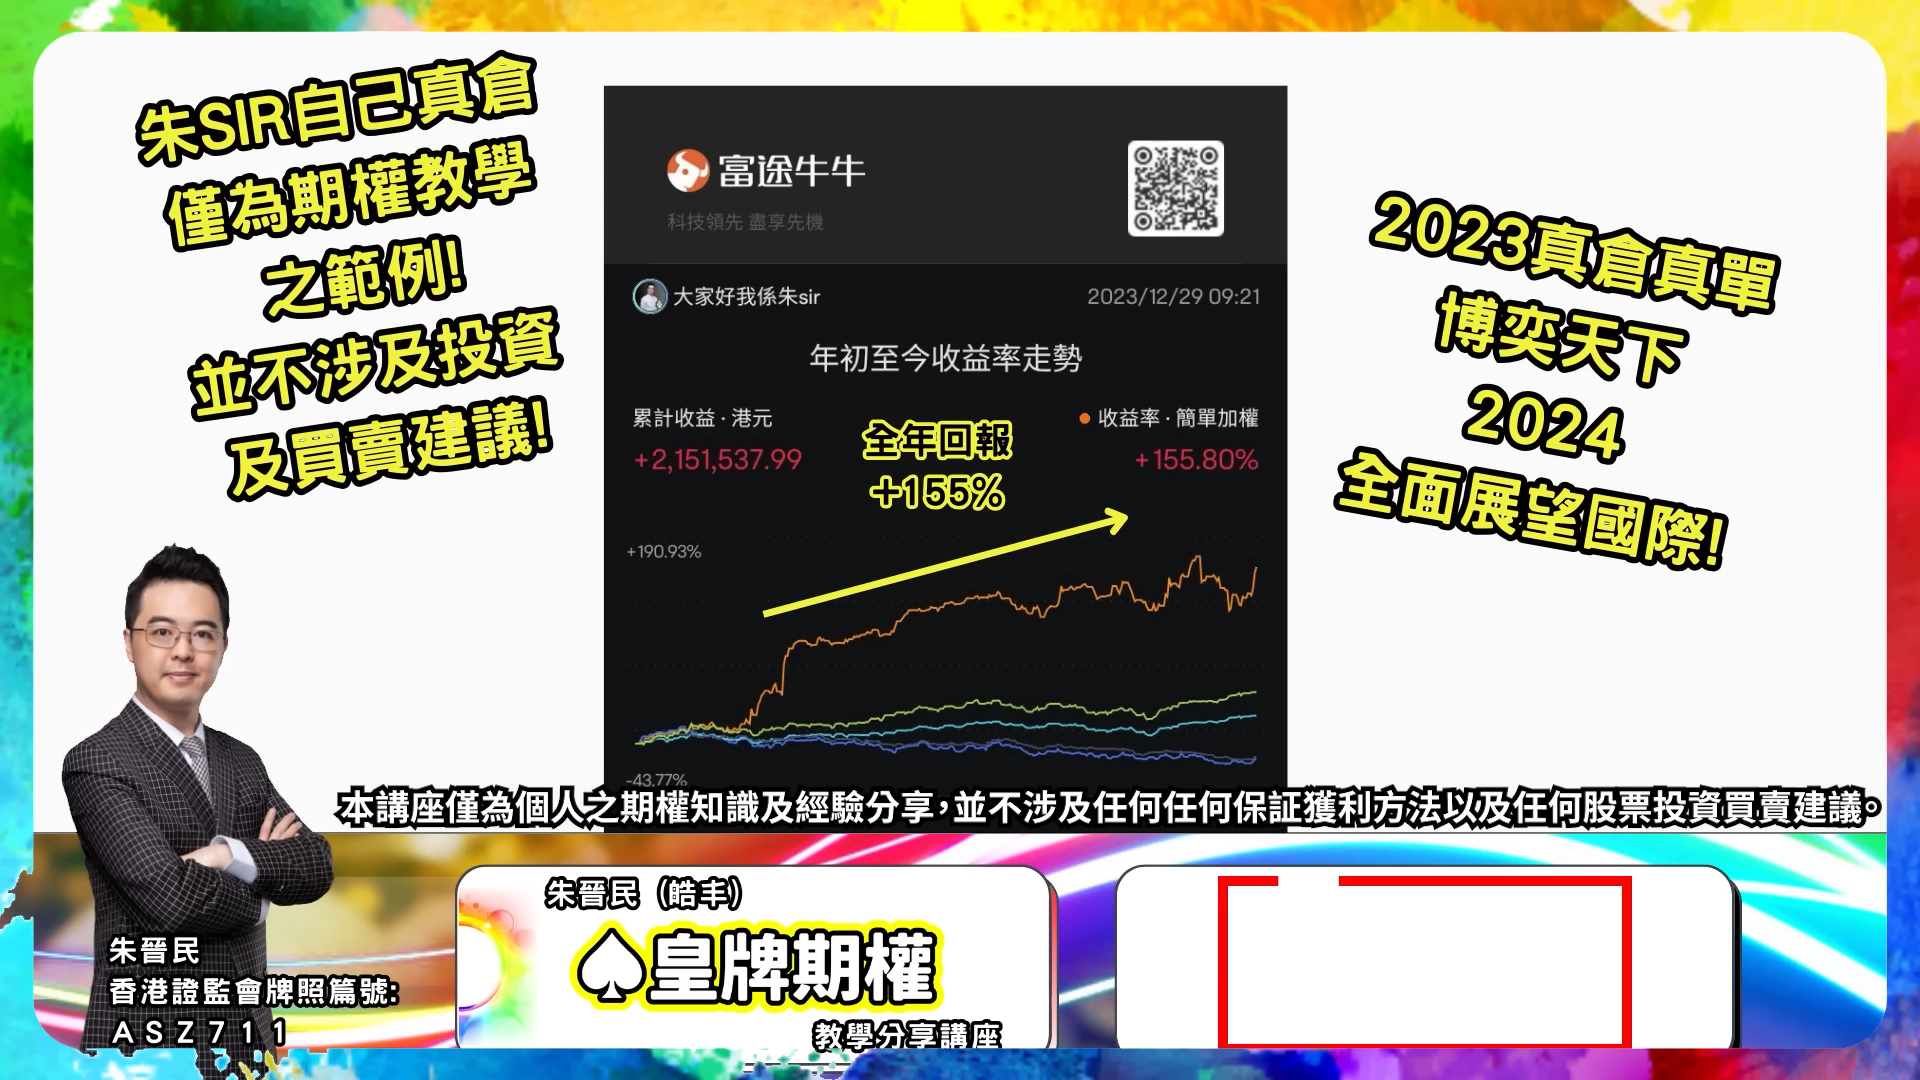 朱SIR自己真倉
僅為期權教學
之範例!
並不涉及投資
及買賣建議!
富途牛牛
科技領先 盡享先機
大家好我係朱sir
2023/12/29 09:21
年初至今收益率走勢
累計收益·港元
收益率·簡單加權
+2,151,537.99
+155.80%
全年回報
+155%
+190.93%
-43.77%
2023真倉真單
博奕天下
2024
全面展望國際!
本講座僅為個人之期權知識及經驗分享,並不涉及任何任何保証獲利方法以及任何股票投資買賣建議。
朱晉民
香港證監會牌照篇號:
ASZ711
朱晉民（皓丰）
♠皇牌期權
教學分享講座